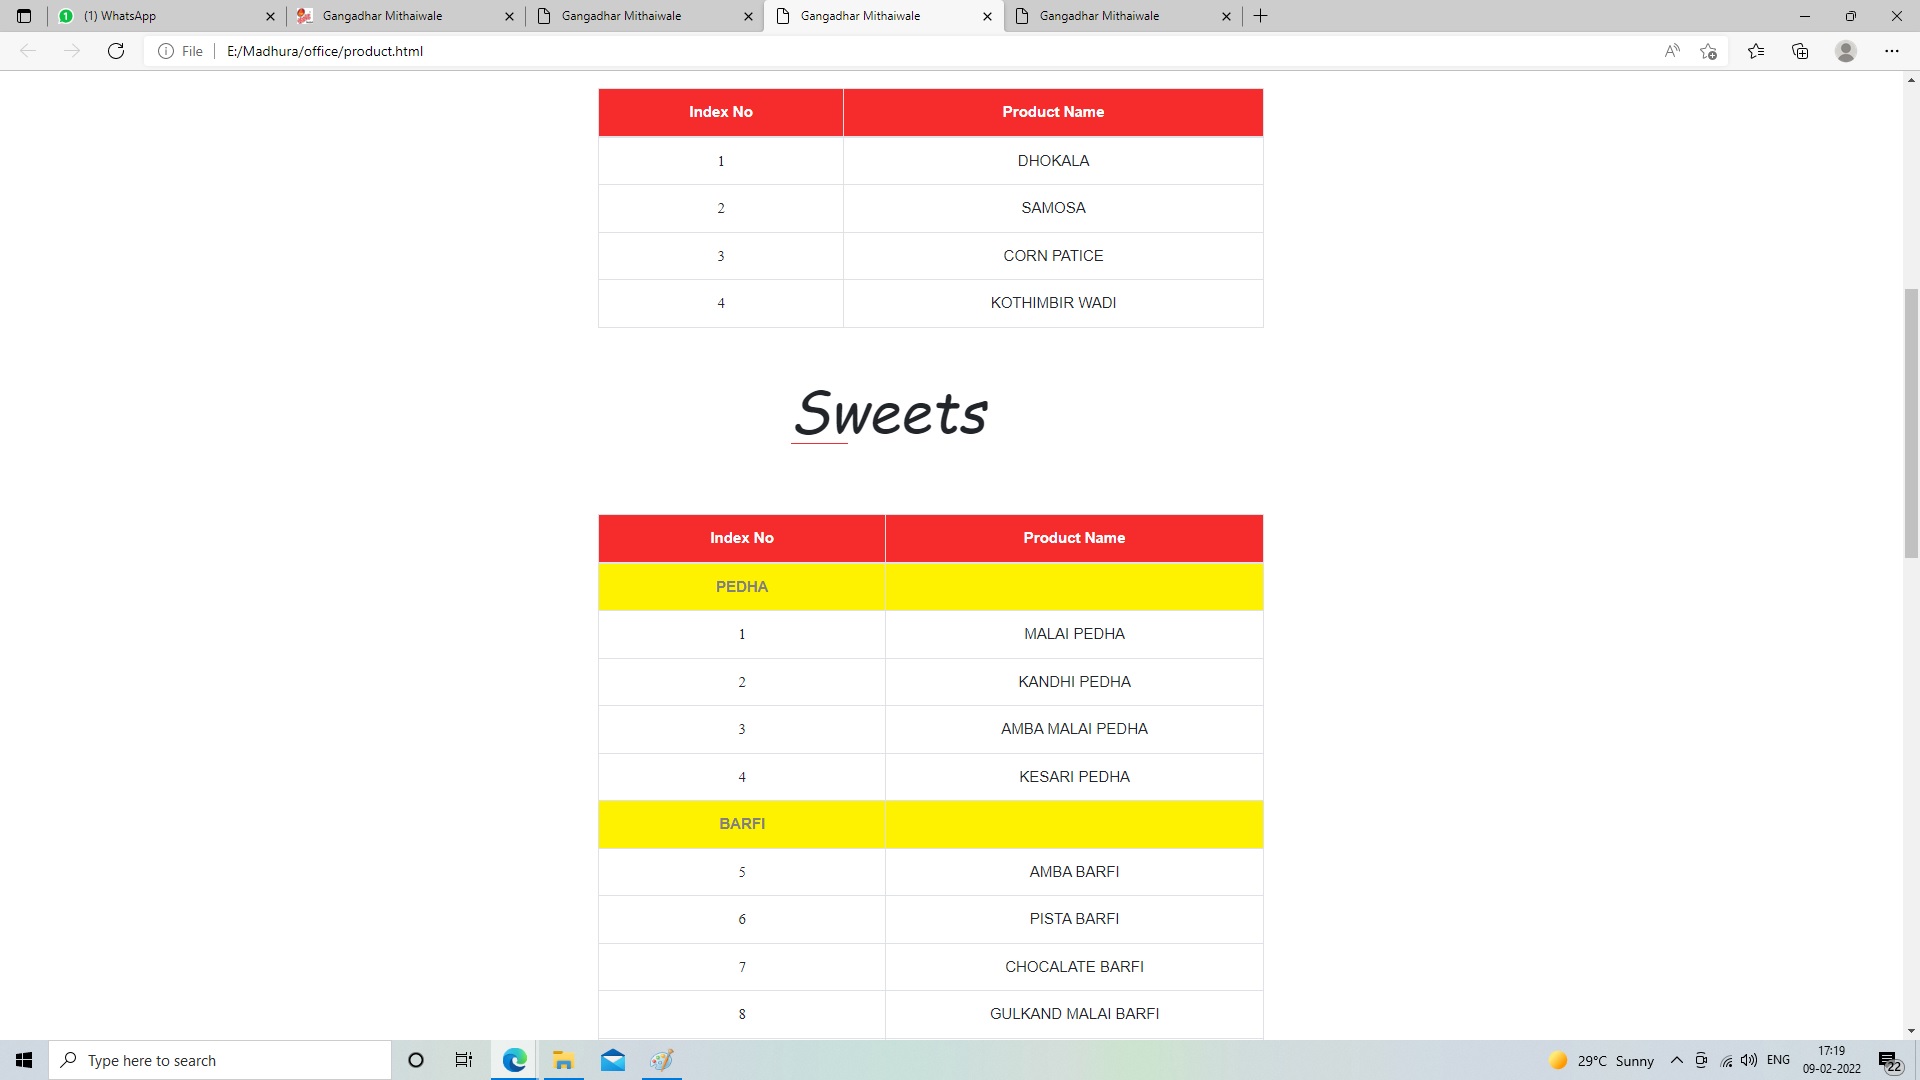 (1) WhatsApp
Gangadhar Mithaiwale
Gangadhar Mithaiwale
Gangadhar Mithaiwale
Gangadhar Mithaiwale
File E:/Madhura/office/product.html
Index No Product Name
1 DHOKALA
2 SAMOSA
3 CORN PATICE
4 KOTHIMBIR WADI
Sweets
Index No Product Name
PEDHA
1 MALAI PEDHA
2 KANDHI PEDHA
3 AMBA MALAI PEDHA
4 KESARI PEDHA
BARFI
5 AMBA BARFI
6 PISTA BARFI
7 CHOCALATE BARFI
8 GULKAND MALAI BARFI
Type here to search
29°C Sunny
ENG
17:19
09-02-2022
22